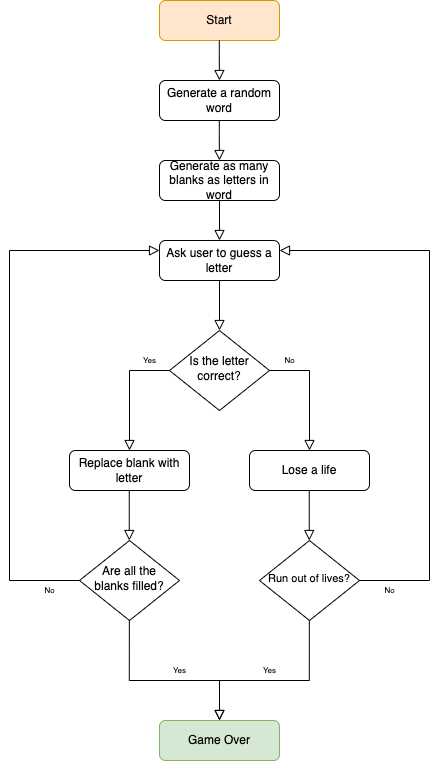 Start
Generate a random
word
Generate as many
blanks as letters in
word
Ask user to guess a
letter
Is the letter
correct?
Yes
No
Replace blank with
letter
Lose a life
Are all the
blanks filled?
Run out of lives?
No
No
Yes
Yes
Game Over